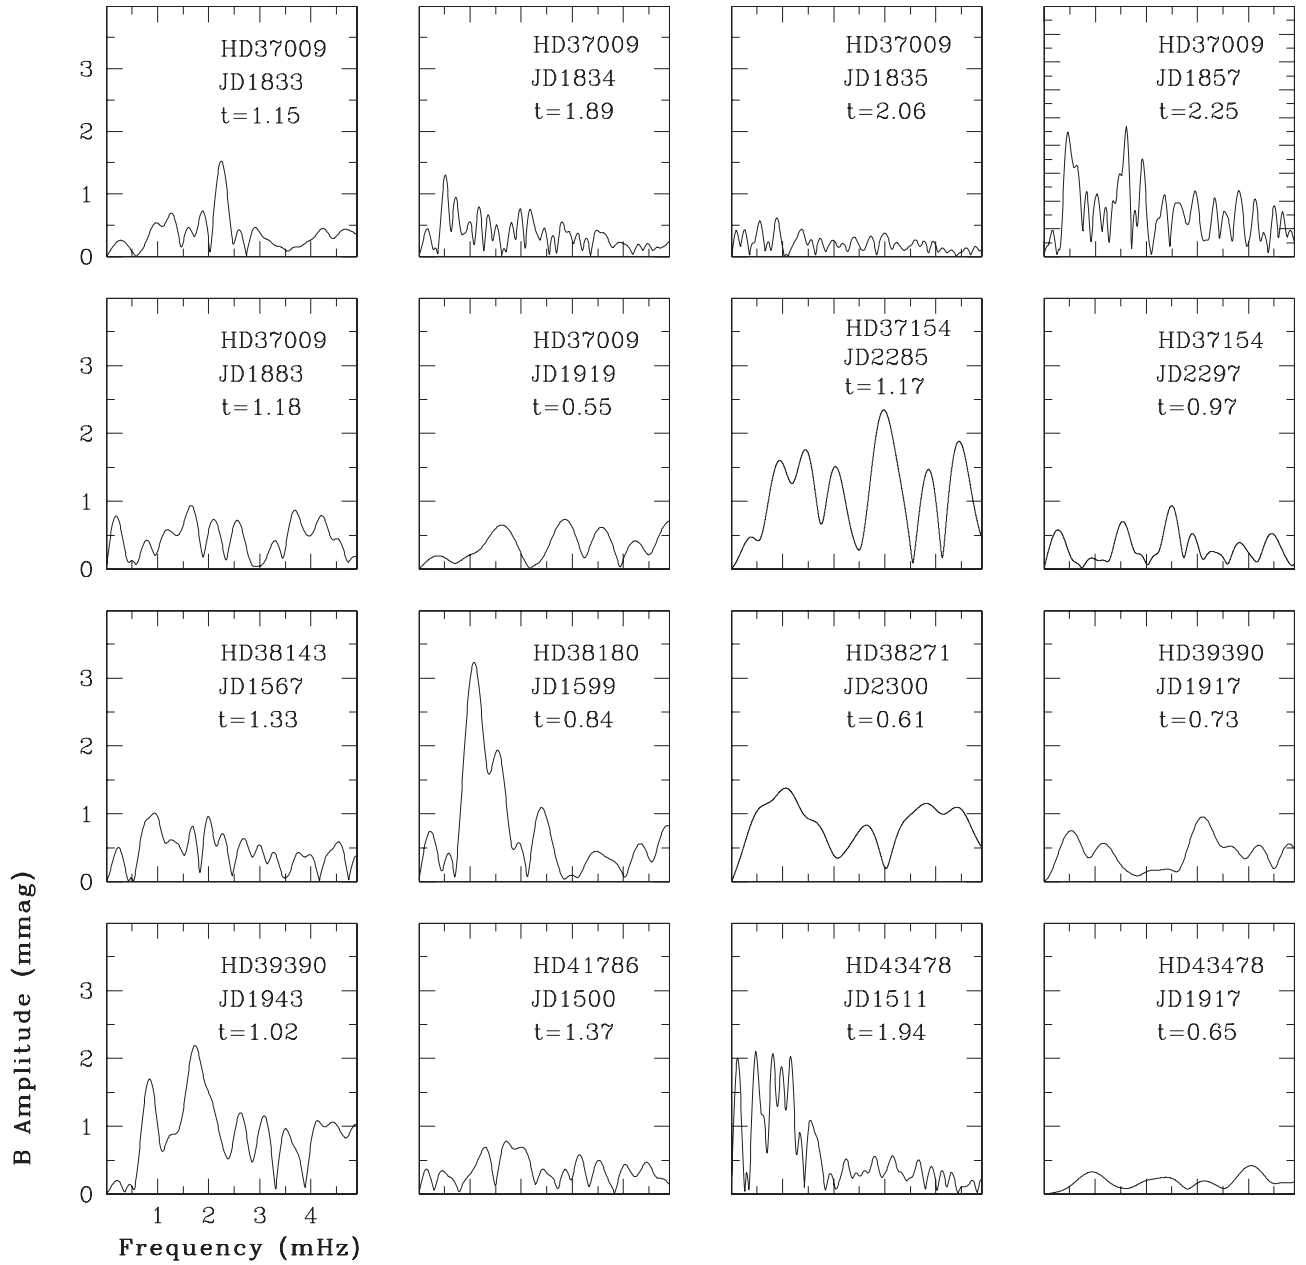 HD37009
JD1833
t=1.15
HD37009
JD1834
t=1.89
HD37009
JD1835
t=2.06
HD37009
JD1857
t=2.25
3
2
1
0
HD37009
JD1883
t=1.18
HD37009
JD1919
t=0.55
HD37154
JD2285
t=1.17
HD37154
JD2297
t=0.97
3
2
1
0
HD38143
JD1567
t=1.33
HD38180
JD1599
t=0.84
HD38271
JD2300
t=0.61
HD39390
JD1917
t=0.73
3
2
1
0
HD39390
JD1943
t=1.02
HD41786
JD1500
t=1.37
HD43478
JD1511
t=1.94
HD43478
JD1917
t=0.65
3
2
1
0
1 2 3 4
Frequency (mHz)
B Amplitude (mmag)